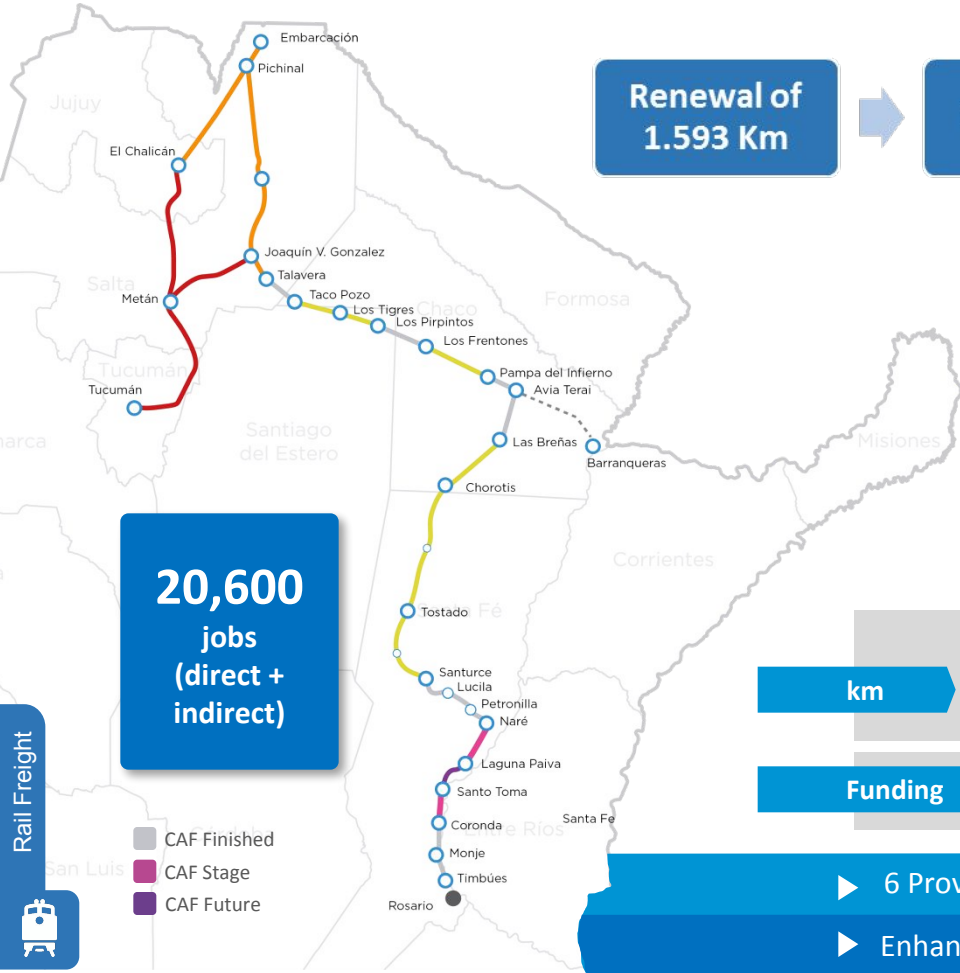 Embarcación
Pichinal
Jujuy
El Chalicán
Renewal of
1.593 Km
Joaquín V. Gonzalez
Talavera
Salta
Metán
Taco Pozo
Los Tigres
Chaco
Los Pirpintos
Formosa
Los Frentones
Tucumán
Tucumán
Pampa del Infierno
Avia Terai
Santiago
del Estero
Las Breñas
Barranqueras
Misiones
marca
Chorotis
Corrientes
20,600
jobs
(direct +
indirect)
Tostado
Fé
Santurce
Lucila
Petronilla
Naré
km
Laguna Paiva
Santo Toma
Funding
Coronda
Santa Fe
Entre Ríos
Monje
Timbúes
Rosario
Rail Freight
CAF Finished
CAF Stage
CAF Future
San Luis
6 Prov
Enhan